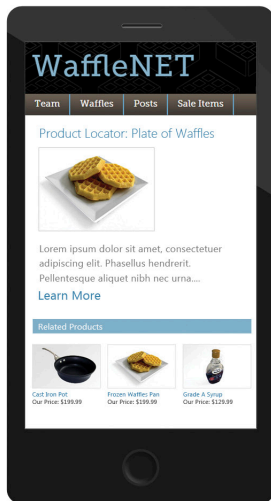 WaffleNET
Team Waffles Posts Sale Items
Product Locator: Plate of Waffles
Lorem ipsum dolor sit amet, consectetuer
adipiscing elit. Phasellus hendrerit.
Pellentesque aliquet nibh nec urna....
Learn More
Related Products
Cast Iron Pot Frozen Waffles Pan Grade A Syrup
Our Price: $199.99 Our Price: $199.99 Our Price: $129.99